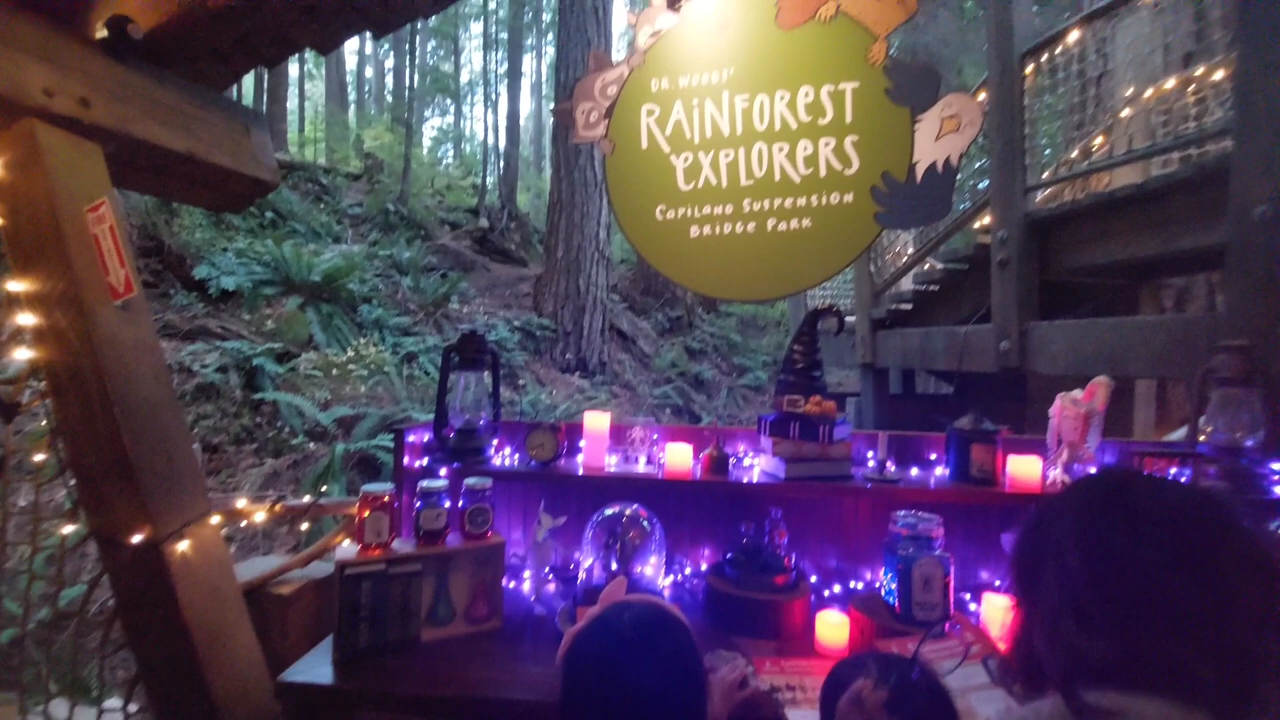 DR. WOODS'
RAINFOREST
EXPLORERS
CAPILANO SUSPENSION
BRIDGE PARK